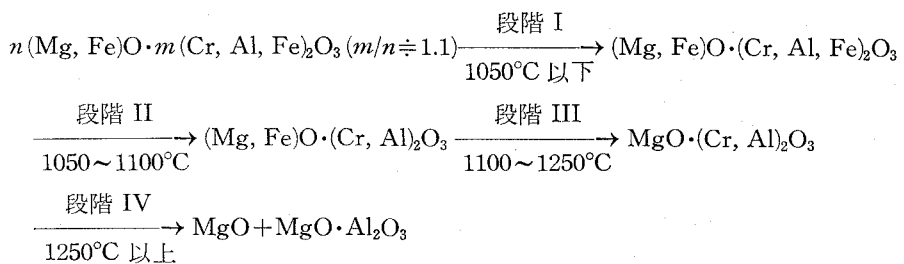 段階 I
n(Mg, Fe)O·m(Cr, Al, Fe)₂O₃(m/n≒1.1)⟶(Mg, Fe)O·(Cr, Al, Fe)₂O₃
1050°C 以下
段階 II 段階 III
⟶(Mg, Fe)O·(Cr, Al)₂O₃⟶MgO·(Cr, Al)₂O₃
1050~1100°C 1100~1250°C
段階 IV
⟶MgO+MgO·Al₂O₃
1250°C 以上